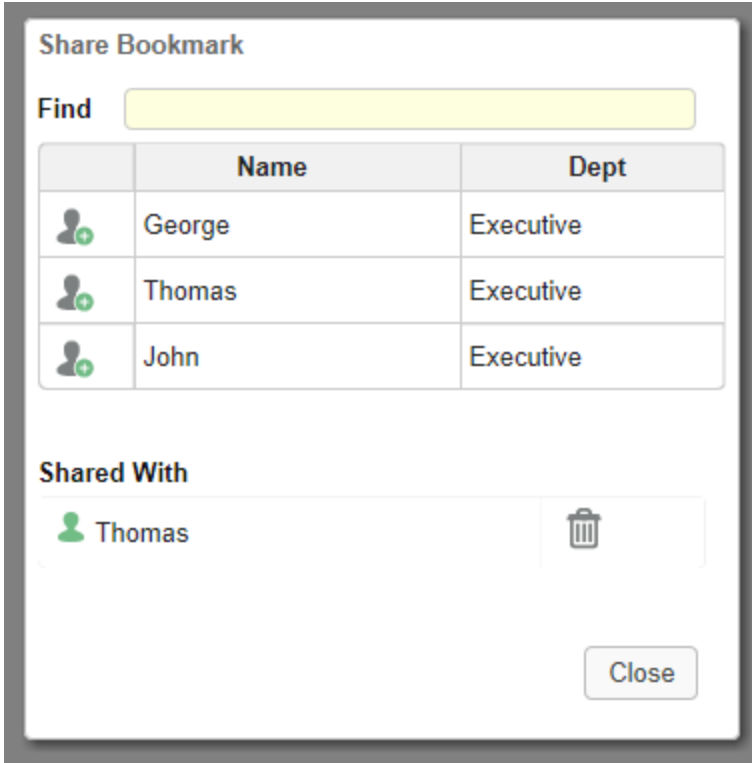 Share Bookmark
Find
Name Dept
George Executive
Thomas Executive
John Executive
Shared With
Thomas
Close